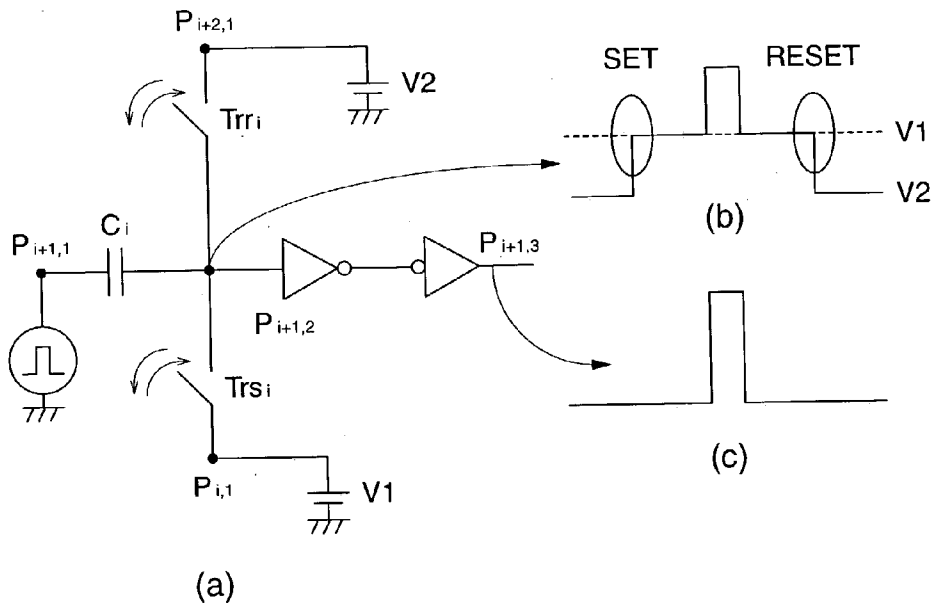 P i+2,1
V2
Trr i
C i
P i+1,1
P i+1,2
P i+1,3
Trs i
P i,1
V1
(a)
SET
RESET
V1
V2
(b)
(c)